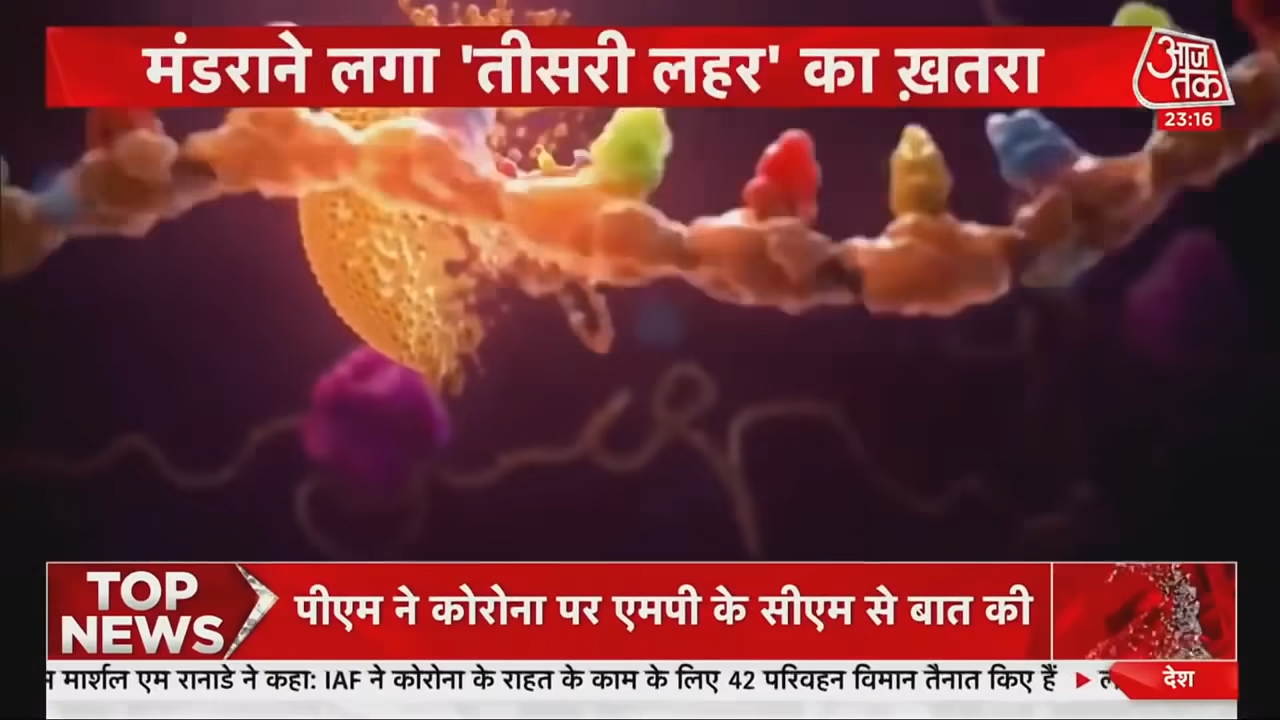 मंडराने लगा 'तीसरी लहर' का ख़तरा
आज
तक
23:16
TOP
NEWS
पीएम ने कोरोना पर एमपी के सीएम से बात की
मार्शल एम रानाडे ने कहा: IAF ने कोरोना के राहत के काम के लिए 42 परिवहन विमान तैनात किए हैं
देश